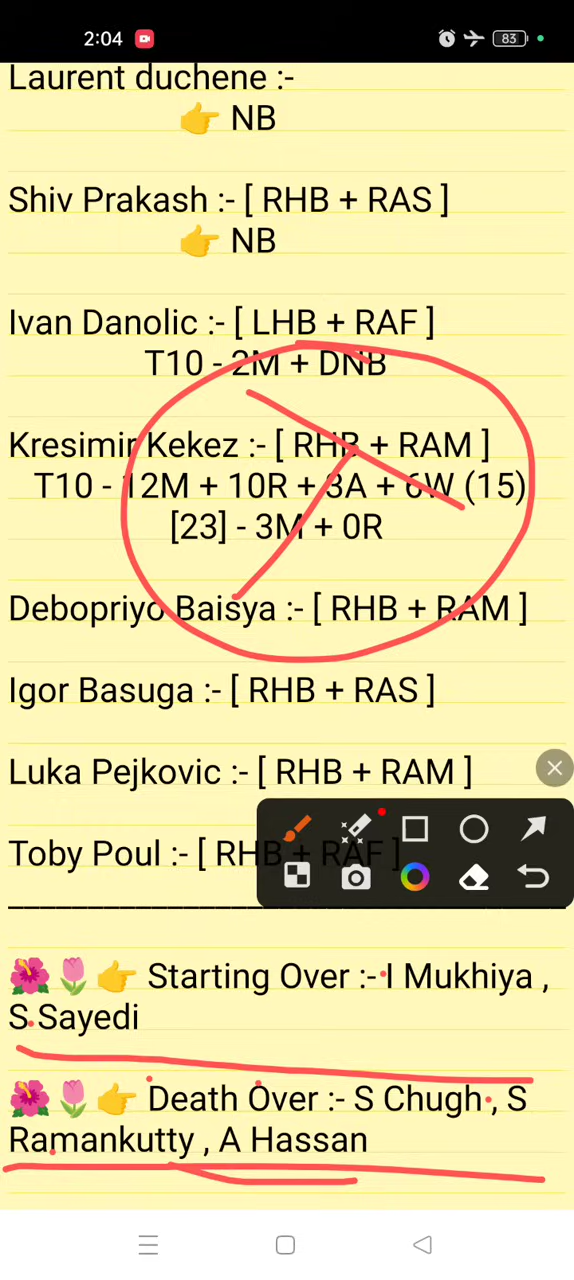 2:04 83
Laurent duchene :-
👉 NB
Shiv Prakash :- [ RHB + RAS ]
👉 NB
Ivan Danolic :- [ LHB + RAF ]
T10 - 2M + DNB
Kresimir Kekez :- [ RHB + RAM ]
T10 - 12M + 10R + 3A + 6W (15)
[23] - 3M + 0R
Debopriyo Baisya :- [ RHB + RAM ]
Igor Basuga :- [ RHB + RAS ]
Luka Pejkovic :- [ RHB + RAM ]
Toby Poul :- [ RHB + RAF ]
🌺🌷👉 Starting Over :- I Mukhiya ,
S Sayedi
🌺🌷👉 Death Over :- S Chugh , S
Ramankutty , A Hassan